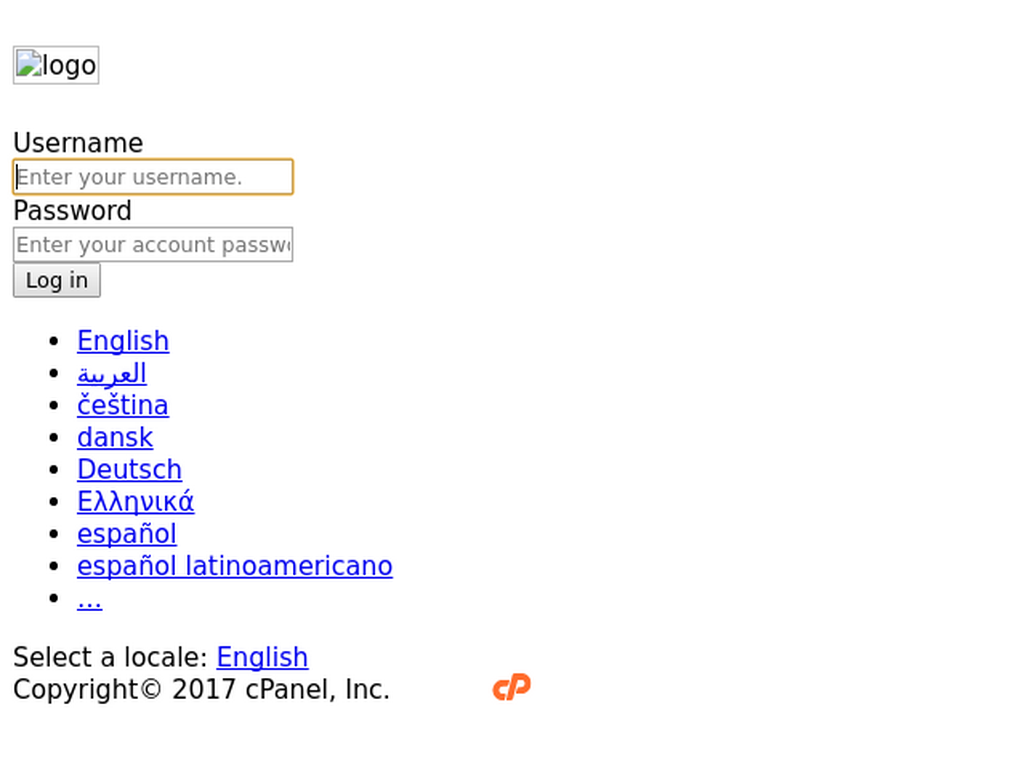 logo
Username
Enter your username.
Password
Enter your account passw
Log in
English
العربية
čeština
dansk
Deutsch
Ελληνικά
español
español latinoamericano
...
Select a locale: English
Copyright© 2017 cPanel, Inc. cP